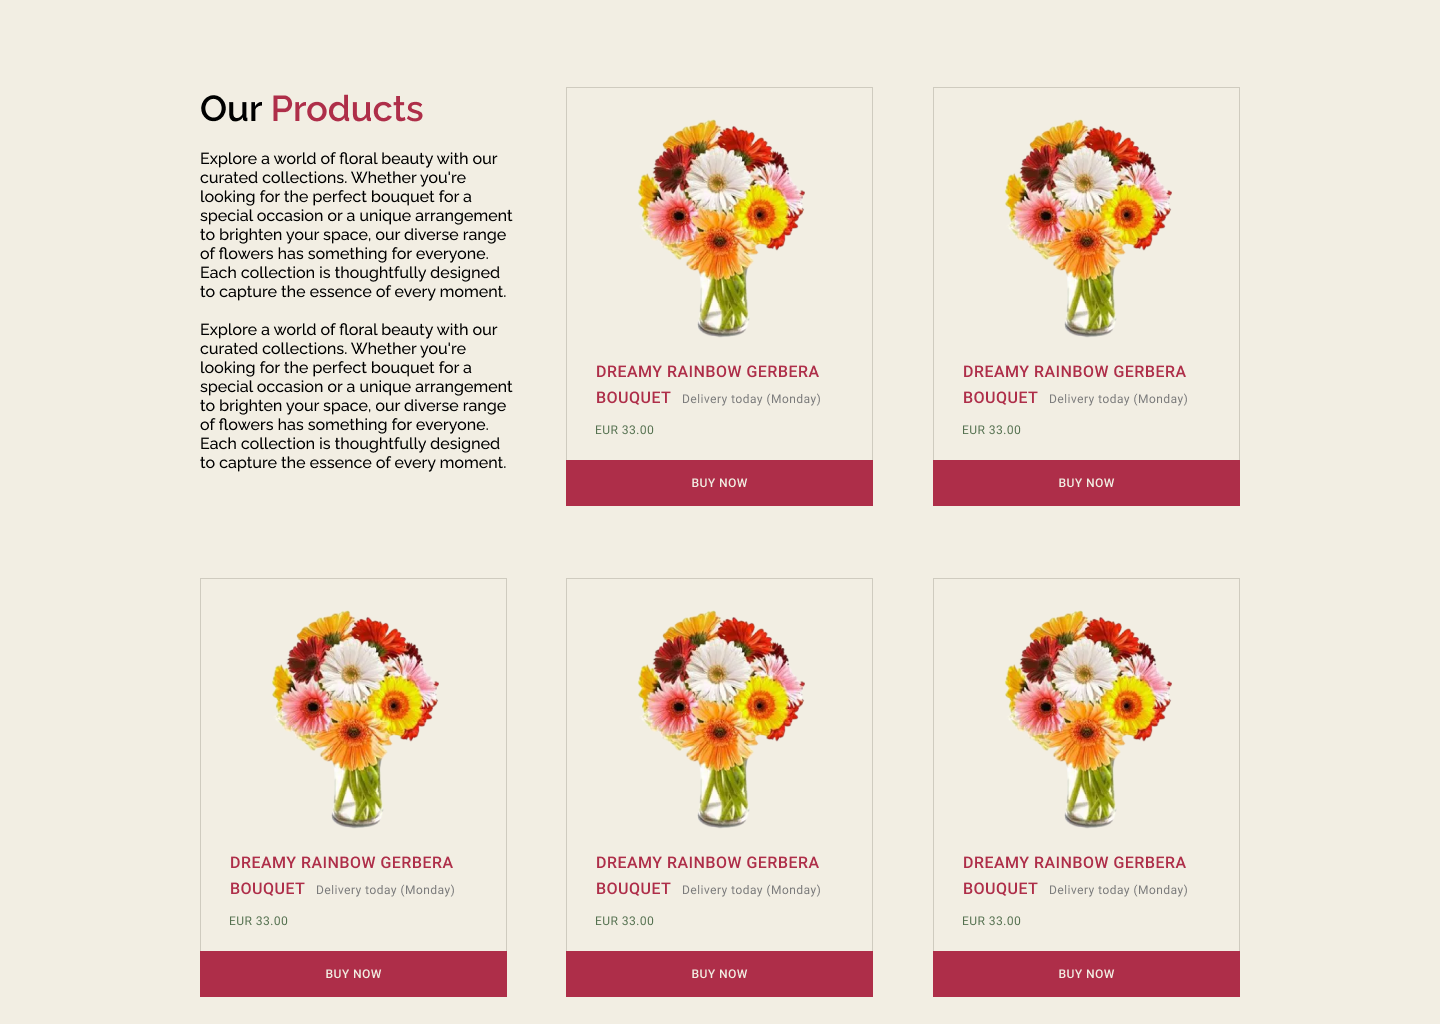 Our Products
Explore a world of floral beauty with our
curated collections. Whether you're
looking for the perfect bouquet for a
special occasion or a unique arrangement
to brighten your space, our diverse range
of flowers has something for everyone.
Each collection is thoughtfully designed
to capture the essence of every moment.
Explore a world of floral beauty with our
curated collections. Whether you're
looking for the perfect bouquet for a
special occasion or a unique arrangement
to brighten your space, our diverse range
of flowers has something for everyone.
Each collection is thoughtfully designed
to capture the essence of every moment.
DREAMY RAINBOW GERBERA
BOUQUET Delivery today (Monday)
EUR 33.00
BUY NOW
DREAMY RAINBOW GERBERA
BOUQUET Delivery today (Monday)
EUR 33.00
BUY NOW
DREAMY RAINBOW GERBERA
BOUQUET Delivery today (Monday)
EUR 33.00
BUY NOW
DREAMY RAINBOW GERBERA
BOUQUET Delivery today (Monday)
EUR 33.00
BUY NOW
DREAMY RAINBOW GERBERA
BOUQUET Delivery today (Monday)
EUR 33.00
BUY NOW